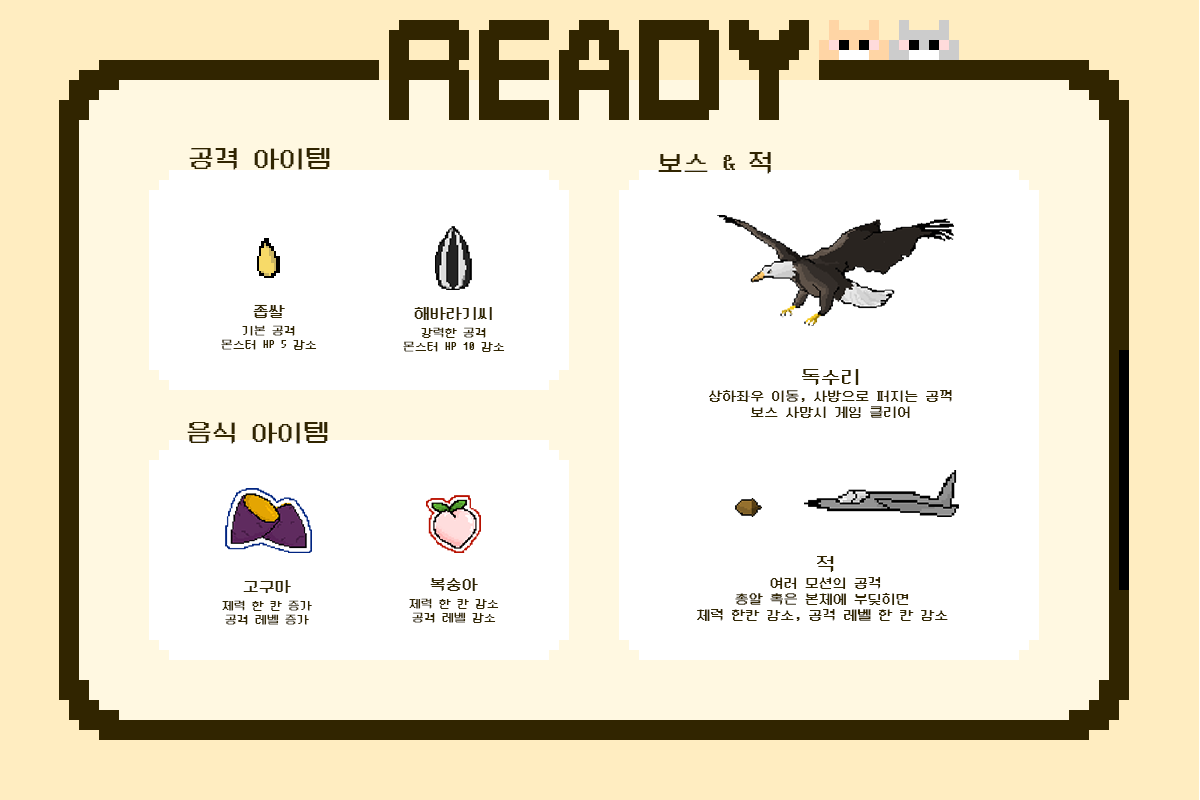 READY
공격 아이템
좁쌀
기본 공격
몬스터 HP 5 감소
해바라기씨
강력한 공격
몬스터 HP 10 감소
음식 아이템
고구마
체력 한 칸 증가
공격 레벨 증가
복숭아
체력 한 칸 감소
공격 레벨 감소
보스 & 적
독수리
상하좌우 이동, 사방으로 퍼지는 공꺽
보스 사망시 게임 클리어
적
여러 모션의 공격
총알 혹은 본체에 부딪히면
체력 한칸 감소, 공격 레벨 한 칸 감소